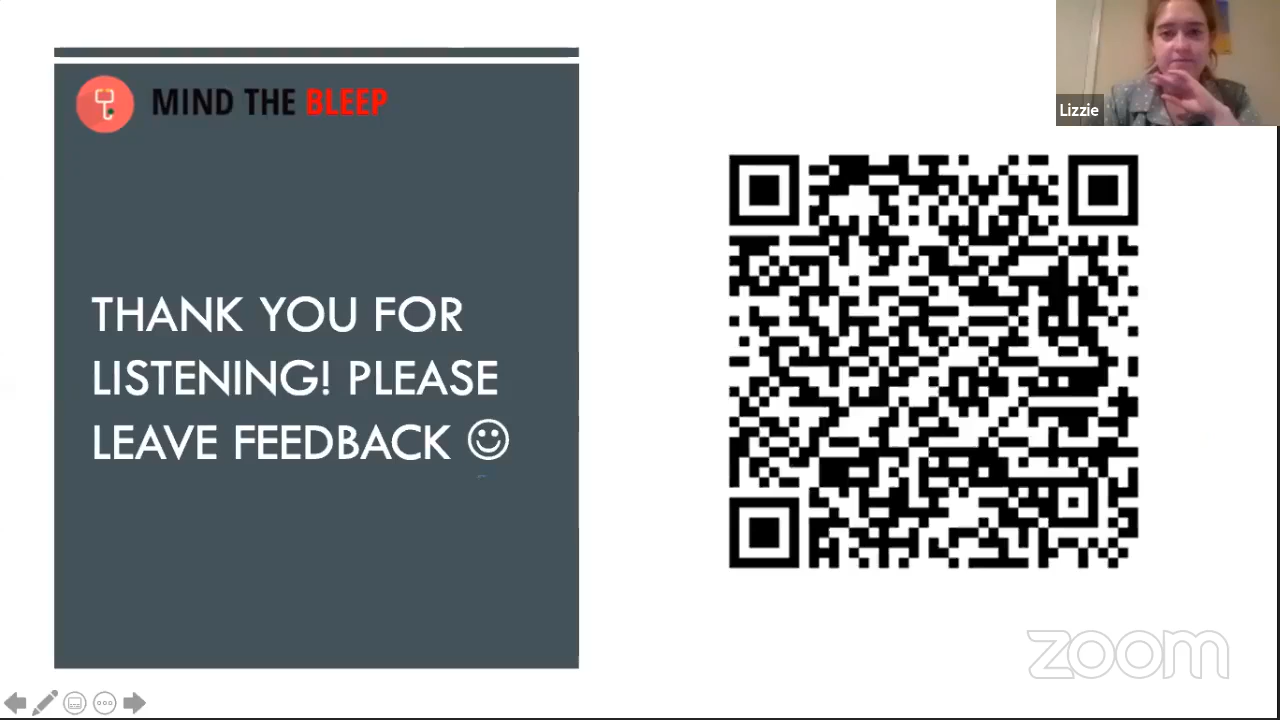 MIND THE BLEEP
Lizzie
THANK YOU FOR
LISTENING! PLEASE
LEAVE FEEDBACK ☺
zoom